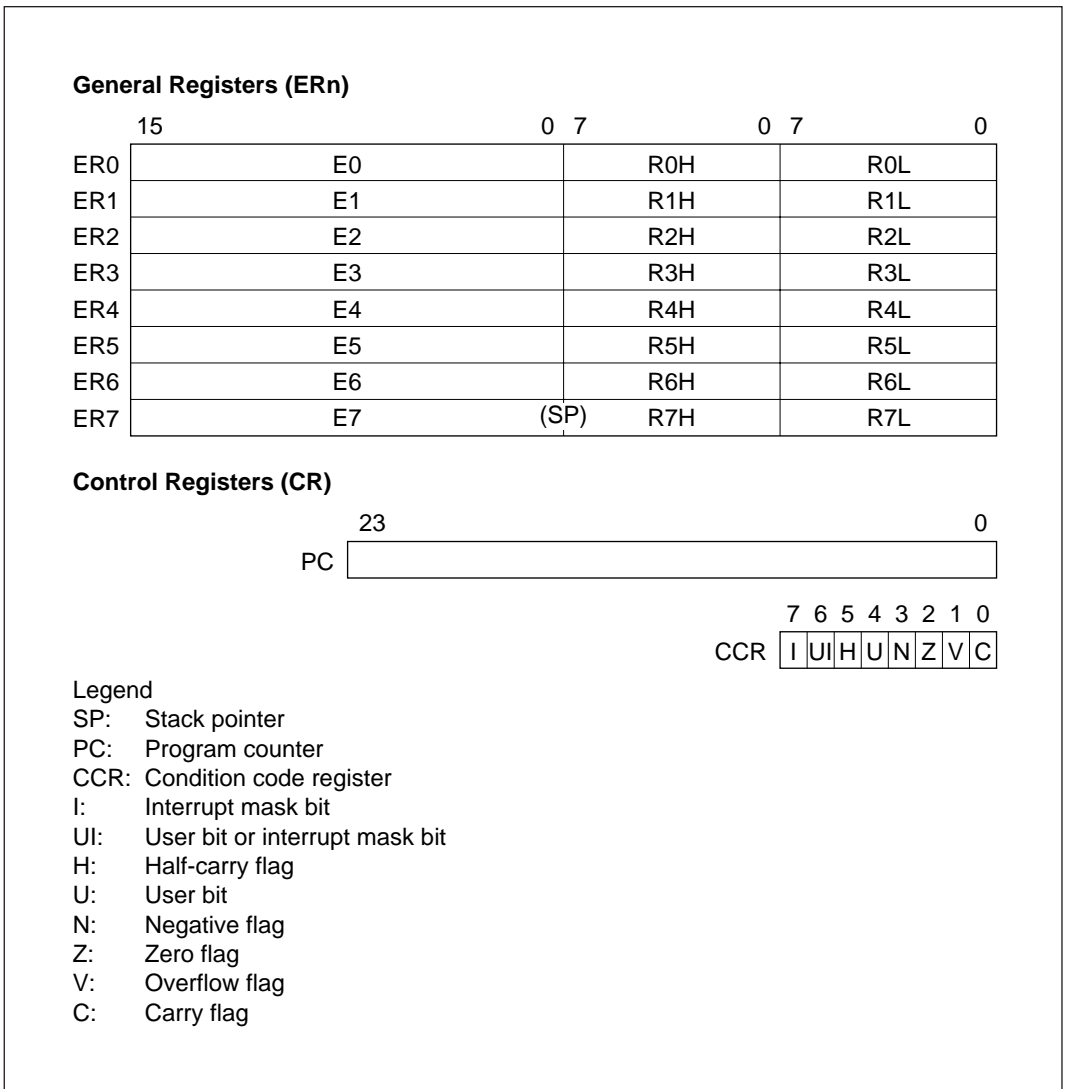 General Registers (ERn)
15 0 7 0 7 0
ER0 E0 R0H R0L
ER1 E1 R1H R1L
ER2 E2 R2H R2L
ER3 E3 R3H R3L
ER4 E4 R4H R4L
ER5 E5 R5H R5L
ER6 E6 R6H R6L
ER7 E7 (SP) R7H R7L
Control Registers (CR)
23 0
PC
7 6 5 4 3 2 1 0
CCR I UI H U N Z V C
Legend
SP: Stack pointer
PC: Program counter
CCR: Condition code register
I: Interrupt mask bit
UI: User bit or interrupt mask bit
H: Half-carry flag
U: User bit
N: Negative flag
Z: Zero flag
V: Overflow flag
C: Carry flag